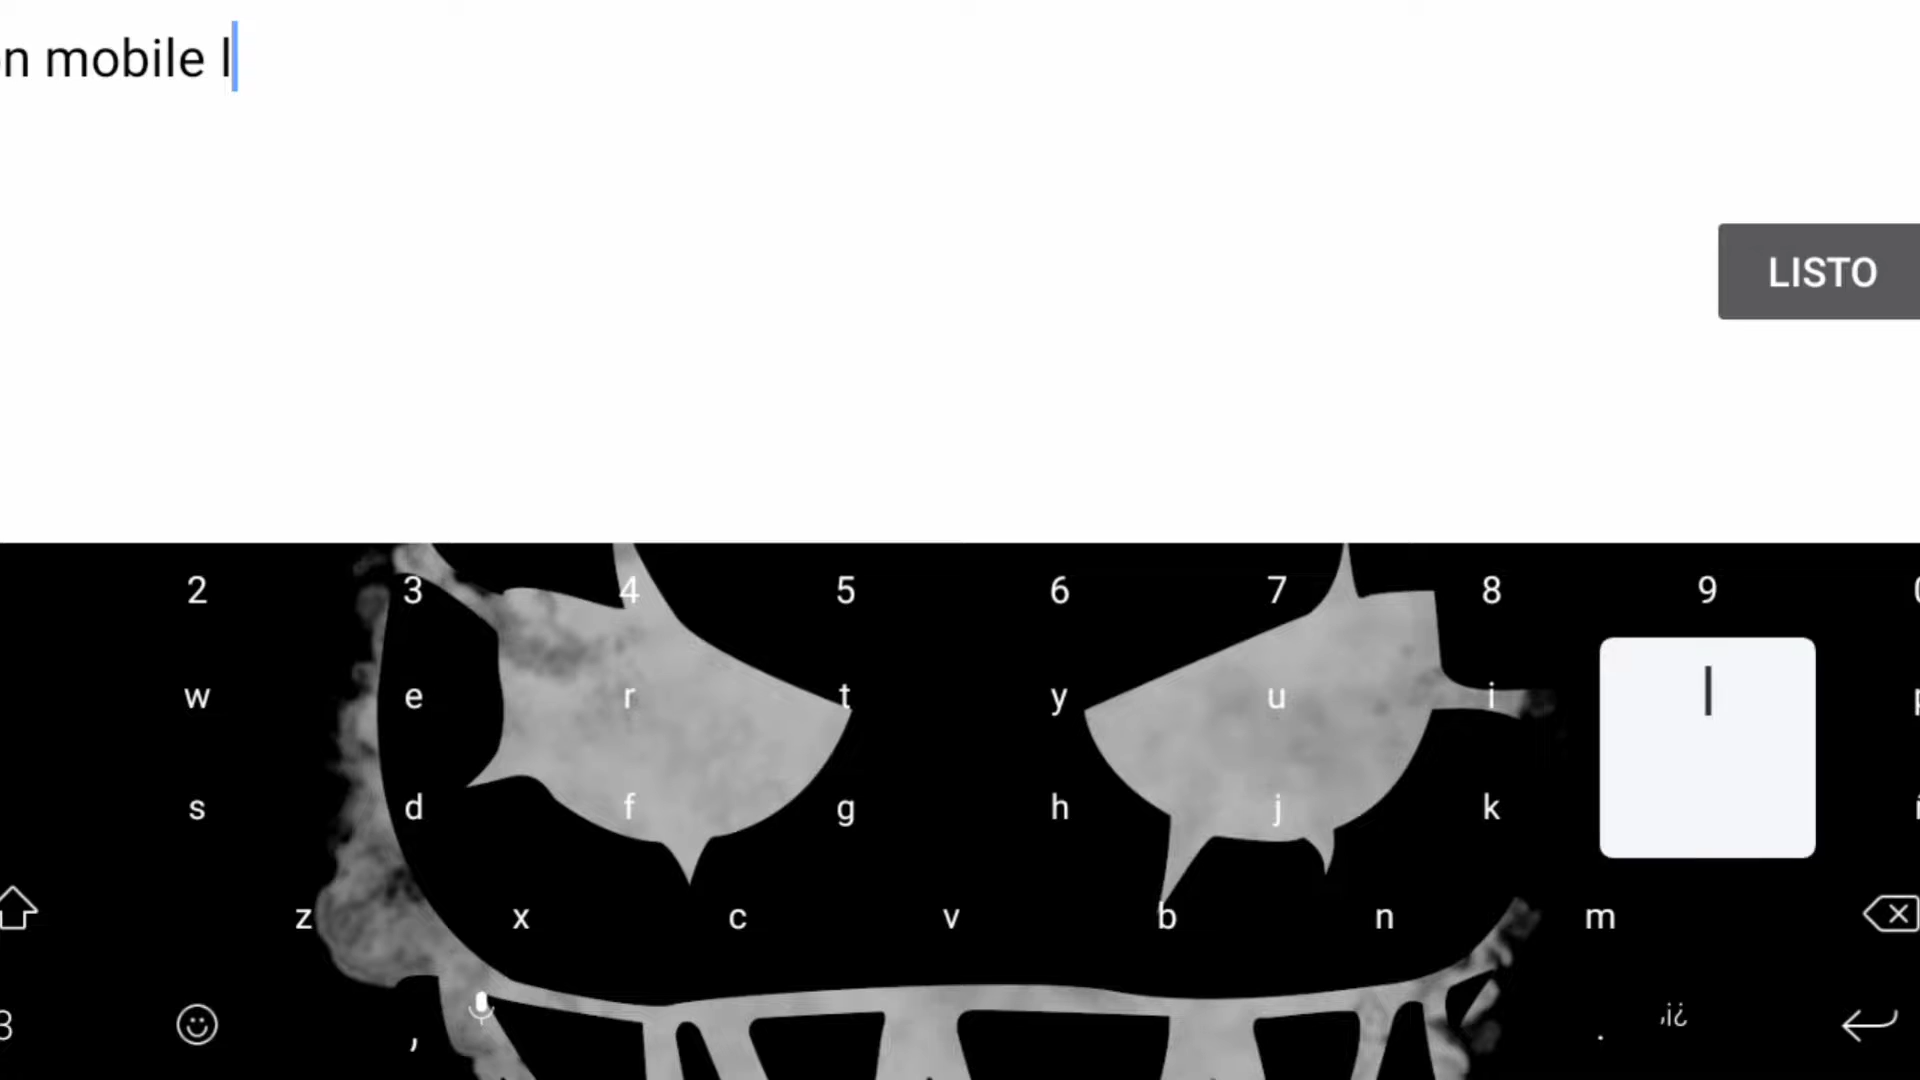 n mobile l
LISTO
2 3 4 5 6 7 8 9
w e r t y u i l
s d f g h j k
z x c v b n m
, . ,¡¿